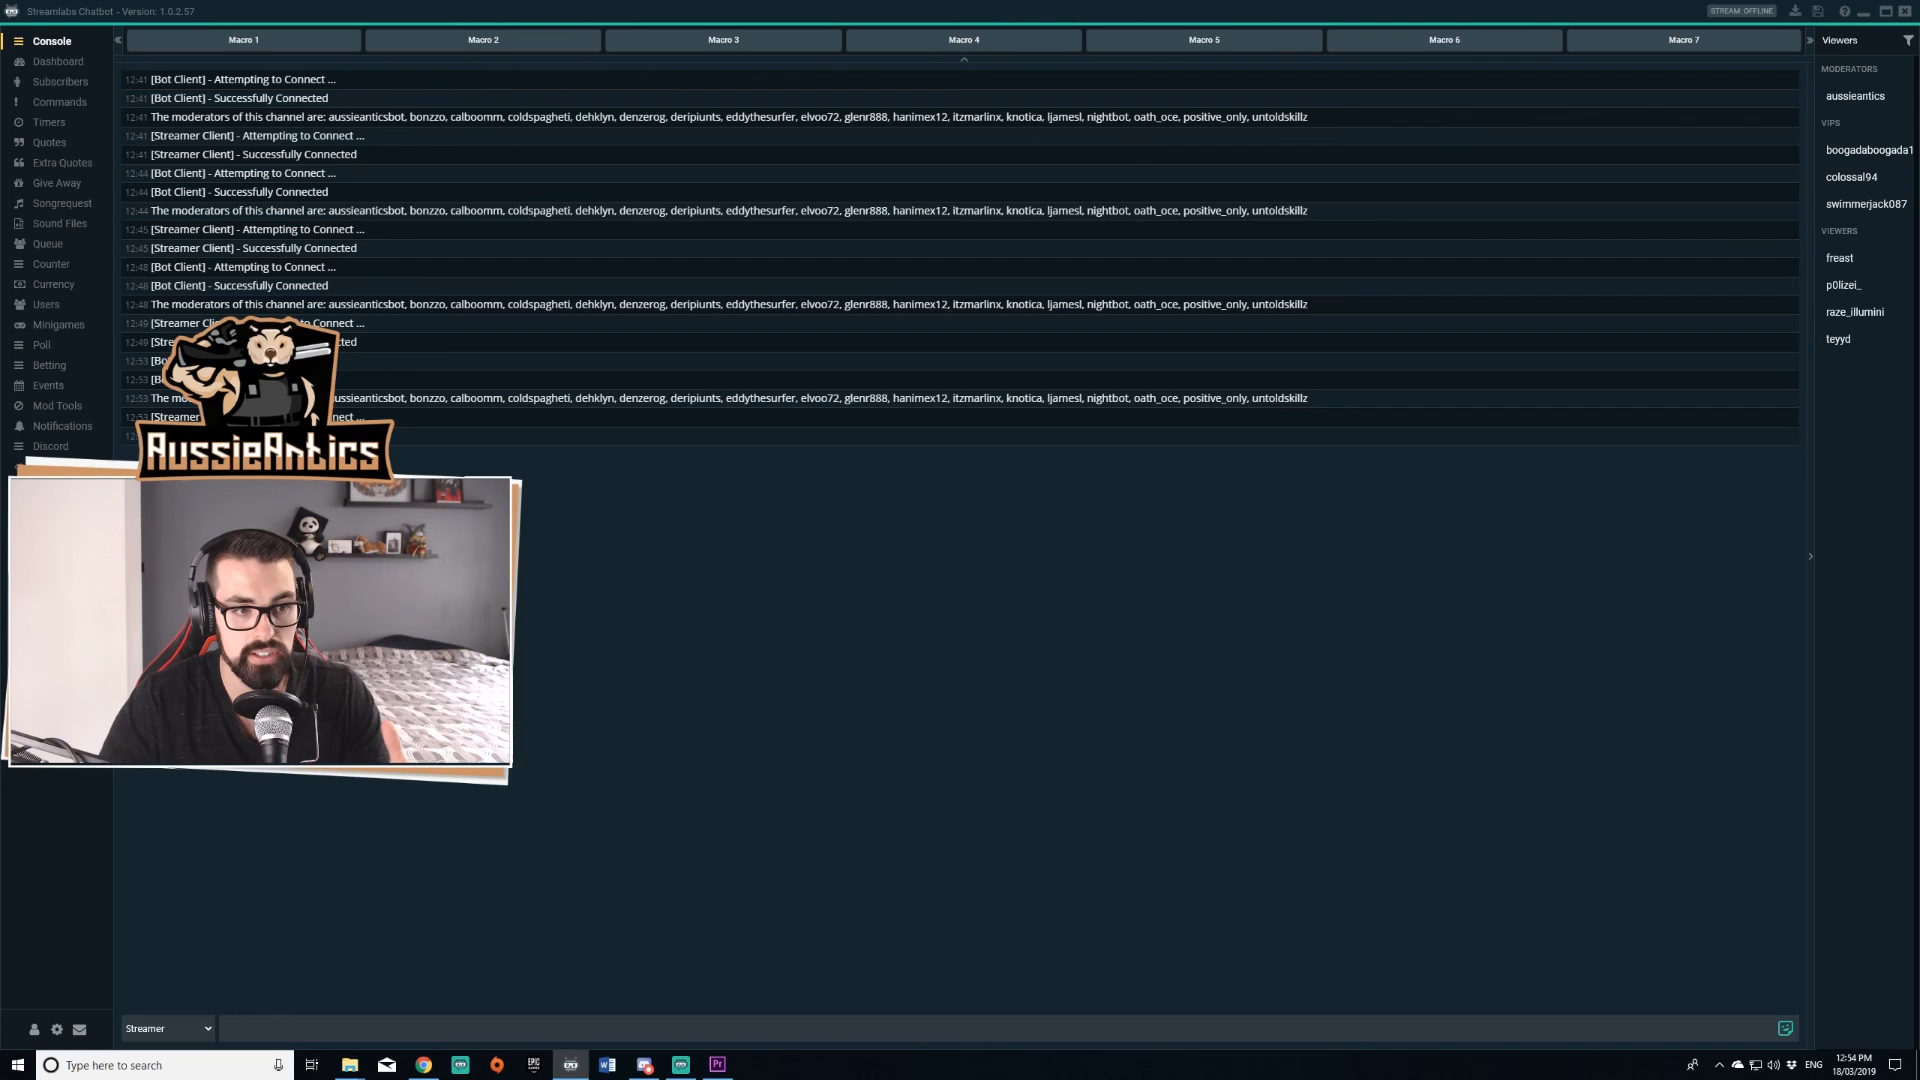 Streamlabs Chatbot - Version: 1.0.2.57
STREAM: OFFLINE
Console
Dashboard
Subscribers
Commands
Timers
Quotes
Extra Quotes
Give Away
Songrequest
Sound Files
Queue
Counter
Currency
Users
Minigames
Poll
Betting
Events
Mod Tools
Notifications
Discord
Macro 1
Macro 2
Macro 3
Macro 4
Macro 5
Macro 6
Macro 7
12:41 [Bot Client] - Attempting to Connect ...
12:41 [Bot Client] - Successfully Connected
12:41 The moderators of this channel are: aussieanticsbot, bonzzo, calboomm, coldspagheti, dehklyn, denzerog, deripiunts, eddythesurfer, elvoo72, glenr888, hanimex12, itzmarlinx, knotica, ljamesl, nightbot, oath_oce, positive_only, untoldskillz
12:41 [Streamer Client] - Attempting to Connect ...
12:41 [Streamer Client] - Successfully Connected
12:44 [Bot Client] - Attempting to Connect ...
12:44 [Bot Client] - Successfully Connected
12:44 The moderators of this channel are: aussieanticsbot, bonzzo, calboomm, coldspagheti, dehklyn, denzerog, deripiunts, eddythesurfer, elvoo72, glenr888, hanimex12, itzmarlinx, knotica, ljamesl, nightbot, oath_oce, positive_only, untoldskillz
12:45 [Streamer Client] - Attempting to Connect ...
12:45 [Streamer Client] - Successfully Connected
12:48 [Bot Client] - Attempting to Connect ...
12:48 [Bot Client] - Successfully Connected
12:48 The moderators of this channel are: aussieanticsbot, bonzzo, calboomm, coldspagheti, dehklyn, denzerog, deripiunts, eddythesurfer, elvoo72, glenr888, hanimex12, itzmarlinx, knotica, ljamesl, nightbot, oath_oce, positive_only, untoldskillz
12:49 [Streamer to Connect ...
12:49
12:53
12:53
12:53 The aussieanticsbot, bonzzo, calboomm, coldspagheti, dehklyn, denzerog, deripiunts, eddythesurfer, elvoo72, glenr888, hanimex12, itzmarlinx, knotica, ljamesl, nightbot, oath_oce, positive_only, untoldskillz
12:53 [Streamer
AussieAntics
Viewers
MODERATORS
aussieantics
VIPS
boogadaboogada1
colossal94
swimmerjack087
VIEWERS
freast
p0lizei_
raze_illumini
teyyd
Streamer
Type here to search
EPIC
Pr
ENG
12:54 PM
18/03/2019